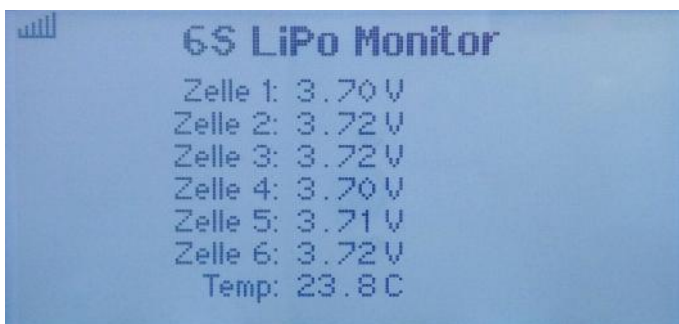 6S LiPo Monitor
Zelle 1: 3.70 V
Zelle 2: 3.72 V
Zelle 3: 3.72 V
Zelle 4: 3.70 V
Zelle 5: 3.71 V
Zelle 6: 3.72 V
Temp: 23.8 C